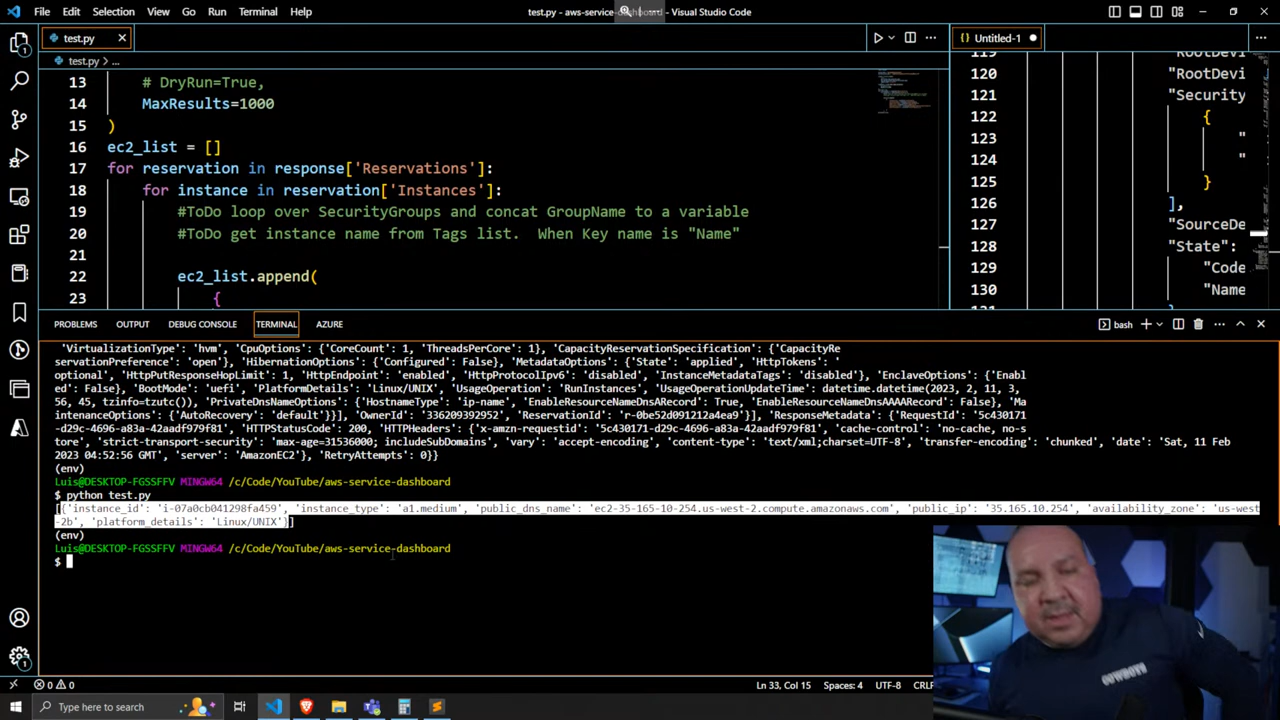 File Edit Selection View Go Run Terminal Help
test.py - aws-service-dashboard - Visual Studio Code
test.py
Untitled-1
test.py > ...
13 # DryRun=True,
14 MaxResults=1000
15 )
16 ec2_list = []
17 for reservation in response['Reservations']:
18 for instance in reservation['Instances']:
19 #ToDo loop over SecurityGroups and concat GroupName to a variable
20 #ToDo get instance name from Tags list. When Key name is "Name"
21
22 ec2_list.append(
23 {
119 "RootDevi
120 "RootDevi
121 "Security
122 {
123 "
124 "
125 }
126 ],
127 "SourceDe
128 "State":
129 "Code
130 "Name
PROBLEMS OUTPUT DEBUG CONSOLE TERMINAL AZURE
bash
'VirtualizationType': 'hvm', 'CpuOptions': {'CoreCount': 1, 'ThreadsPerCore': 1}, 'CapacityReservationSpecification': {'CapacityRe
servationPreference': 'open'}, 'HibernationOptions': {'Configured': False}, 'MetadataOptions': {'State': 'applied', 'HttpTokens': '
optional', 'HttpPutResponseHopLimit': 1, 'HttpEndpoint': 'enabled', 'HttpProtocolIpv6': 'disabled', 'InstanceMetadataTags': 'disabled'}, 'EnclaveOptions': {'Enabl
ed': False}, 'BootMode': 'uefi', 'PlatformDetails': 'Linux/UNIX', 'UsageOperation': 'RunInstances', 'UsageOperationUpdateTime': datetime.datetime(2023, 2, 11, 3,
56, 45, tzinfo=tzutc()), 'PrivateDnsNameOptions': {'HostnameType': 'ip-name', 'EnableResourceNameDnsARecord': True, 'EnableResourceNameDnsAAAARecord': False}, 'Ma
intenanceOptions': {'AutoRecovery': 'default'}}], 'OwnerId': '336209392952', 'ReservationId': 'r-0be52d091212a4ea9'}], 'ResponseMetadata': {'RequestId': '5c430171
-d29c-4696-a83a-42aadf979f81', 'HTTPStatusCode': 200, 'HTTPHeaders': {'x-amzn-requestid': '5c430171-d29c-4696-a83a-42aadf979f81', 'cache-control': 'no-cache, no-s
tore', 'strict-transport-security': 'max-age=31536000; includeSubDomains', 'vary': 'accept-encoding', 'content-type': 'text/xml;charset=UTF-8', 'transfer-encoding': 'chunked', 'date': 'Sat, 11 Feb
2023 04:52:56 GMT', 'server': 'AmazonEC2'}, 'RetryAttempts': 0}}
(env)
Luis@DESKTOP-FGSSFFV MINGW64 /c/Code/YouTube/aws-service-dashboard
$ python test.py
[{'instance_id': 'i-07a0cb041298fa459', 'instance_type': 'a1.medium', 'public_dns_name': 'ec2-35-165-10-254.us-west-2.compute.amazonaws.com', 'public_ip': '35.165.10.254', 'availability_zone': 'us-west
-2b', 'platform_details': 'Linux/UNIX'}]
(env)
Luis@DESKTOP-FGSSFFV MINGW64 /c/Code/YouTube/aws-service-dashboard
$
COWBOYS
0 0
Ln 33, Col 15 Spaces: 4 UTF-8 CRLF
Type here to search